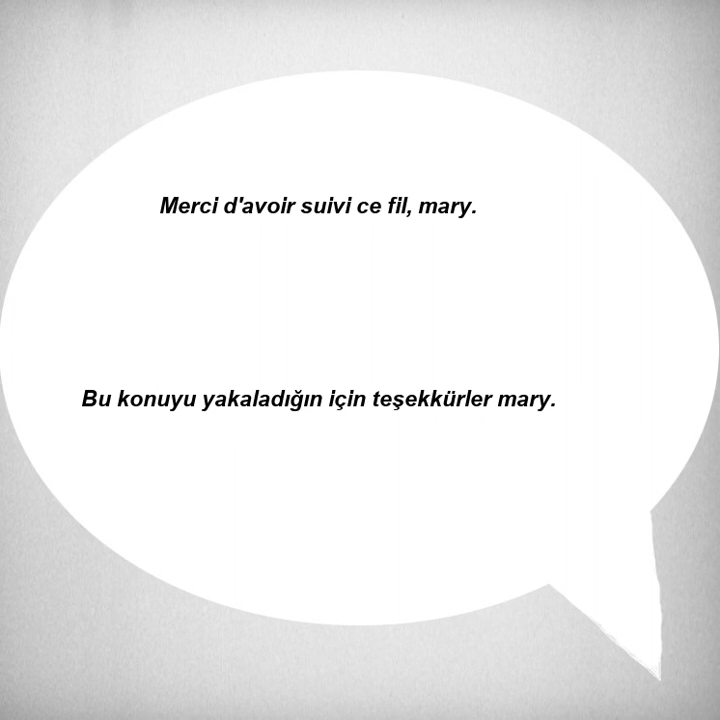 Merci d'avoir suivi ce fil, mary.
Bu konuyu yakaladığın için teşekkürler mary.